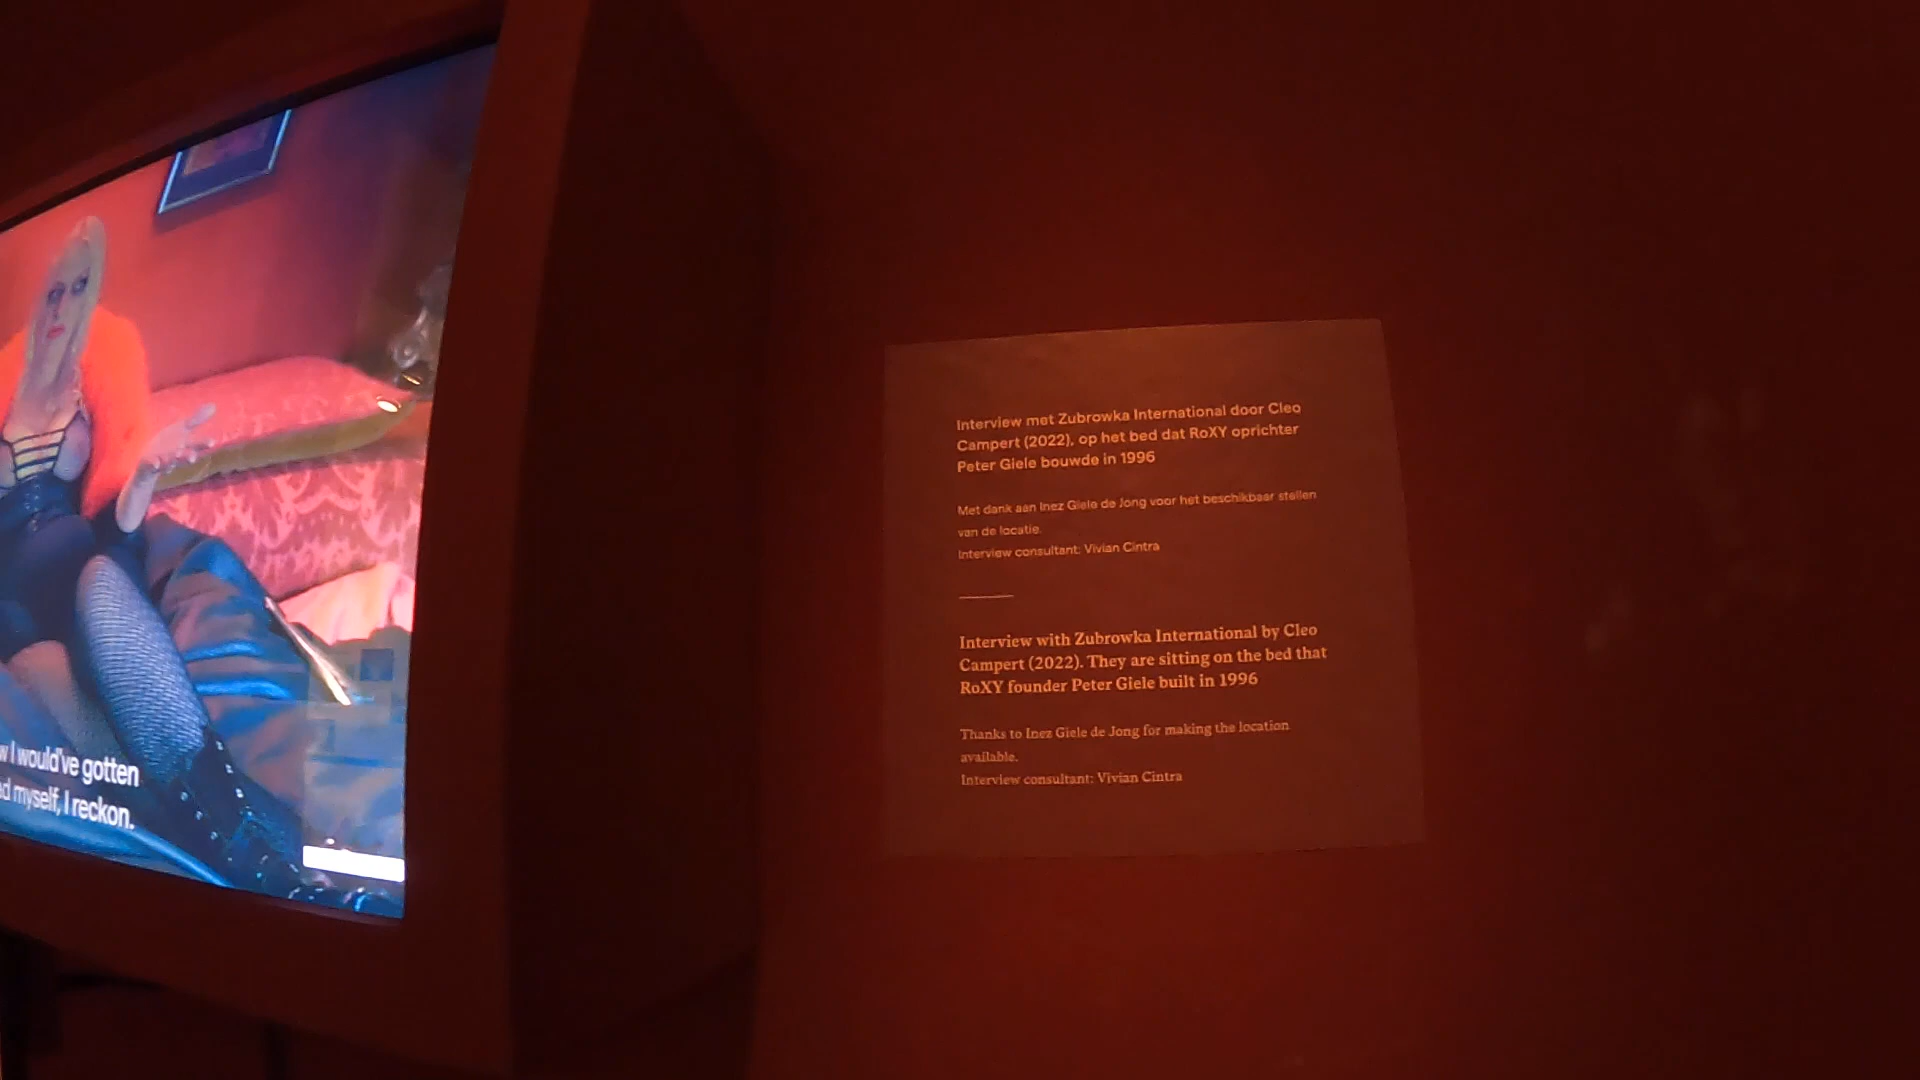 I would've gotten
myself, I reckon.
Interview met Zubrowka International door Cleo
Campert (2022), op het bed dat RoXY oprichter
Peter Giele bouwde in 1996
Met dank aan Inez Giele de Jong voor het beschikbaar stellen
van de locatie.
Interview consultant: Vivian Cintra
Interview with Zubrowka International by Cleo
Campert (2022). They are sitting on the bed that
RoXY founder Peter Giele built in 1996
Thanks to Inez Giele de Jong for making the location
available.
Interview consultant: Vivian Cintra